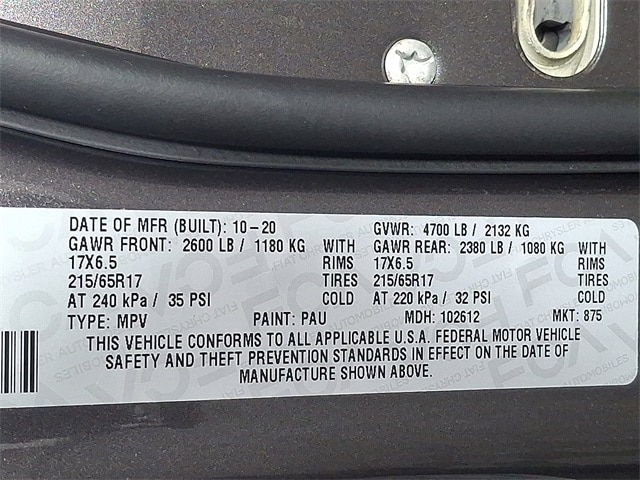 DATE OF MFR (BUILT): 10-20 GVWR: 4700 LB / 2132 KG
GAWR FRONT: 2600 LB / 1180 KG WITH GAWR REAR: 2380 LB / 1080 KG WITH
17X6.5 RIMS 17X6.5 RIMS
215/65R17 TIRES 215/65R17 TIRES
AT 240 kPa / 35 PSI COLD AT 220 kPa / 32 PSI COLD
TYPE: MPV PAINT: PAU MDH: 102612 MKT: 875
THIS VEHICLE CONFORMS TO ALL APPLICABLE U.S.A. FEDERAL MOTOR VEHICLE
SAFETY AND THEFT PREVENTION STANDARDS IN EFFECT ON THE DATE OF
MANUFACTURE SHOWN ABOVE.